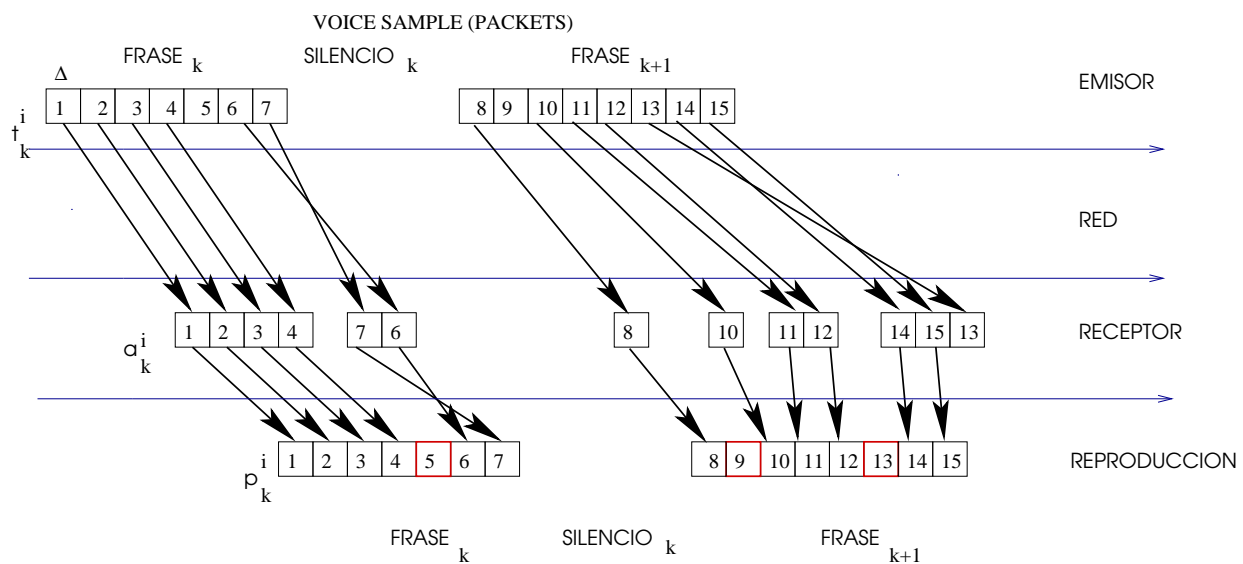 VOICE SAMPLE (PACKETS)
FRASE k SILENCIO k FRASE k+1
Δ
EMISOR
1 2 3 4 5 6 7 8 9 10 11 12 13 14 15
t i k
RED
1 2 3 4 7 6 8 10 11 12 14 15 13
RECEPTOR
a i k
1 2 3 4 5 6 7 8 9 10 11 12 13 14 15
REPRODUCCION
p i k
FRASE k SILENCIO k FRASE k+1